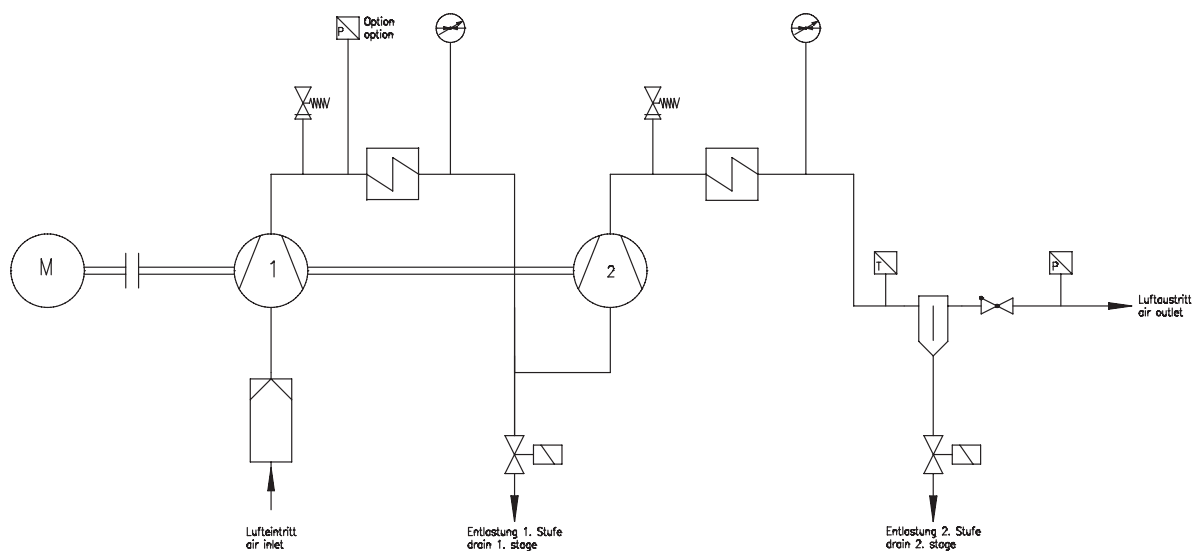 P
Option
option
M
1
2
T
P
Luftaustritt
air outlet
Lufteintritt
air inlet
Entlastung 1. Stufe
drain 1. stage
Entlastung 2. Stufe
drain 2. stage